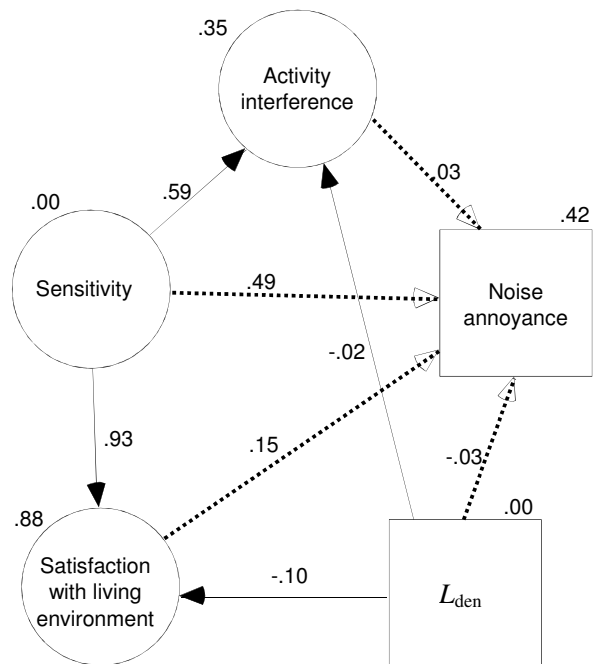 .35
Activity
interference
.03
.59
.00
.42
Sensitivity
.49
Noise
annoyance
-.02
.93
.15
-.03
.88
.00
Satisfaction
with living
environment
-.10
Lden